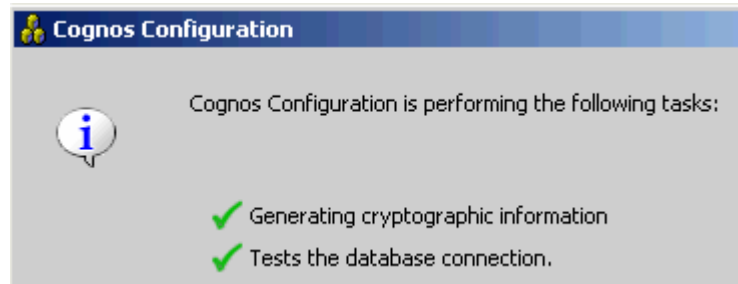 Cognos Configuration
Cognos Configuration is performing the following tasks:
Generating cryptographic information
Tests the database connection.